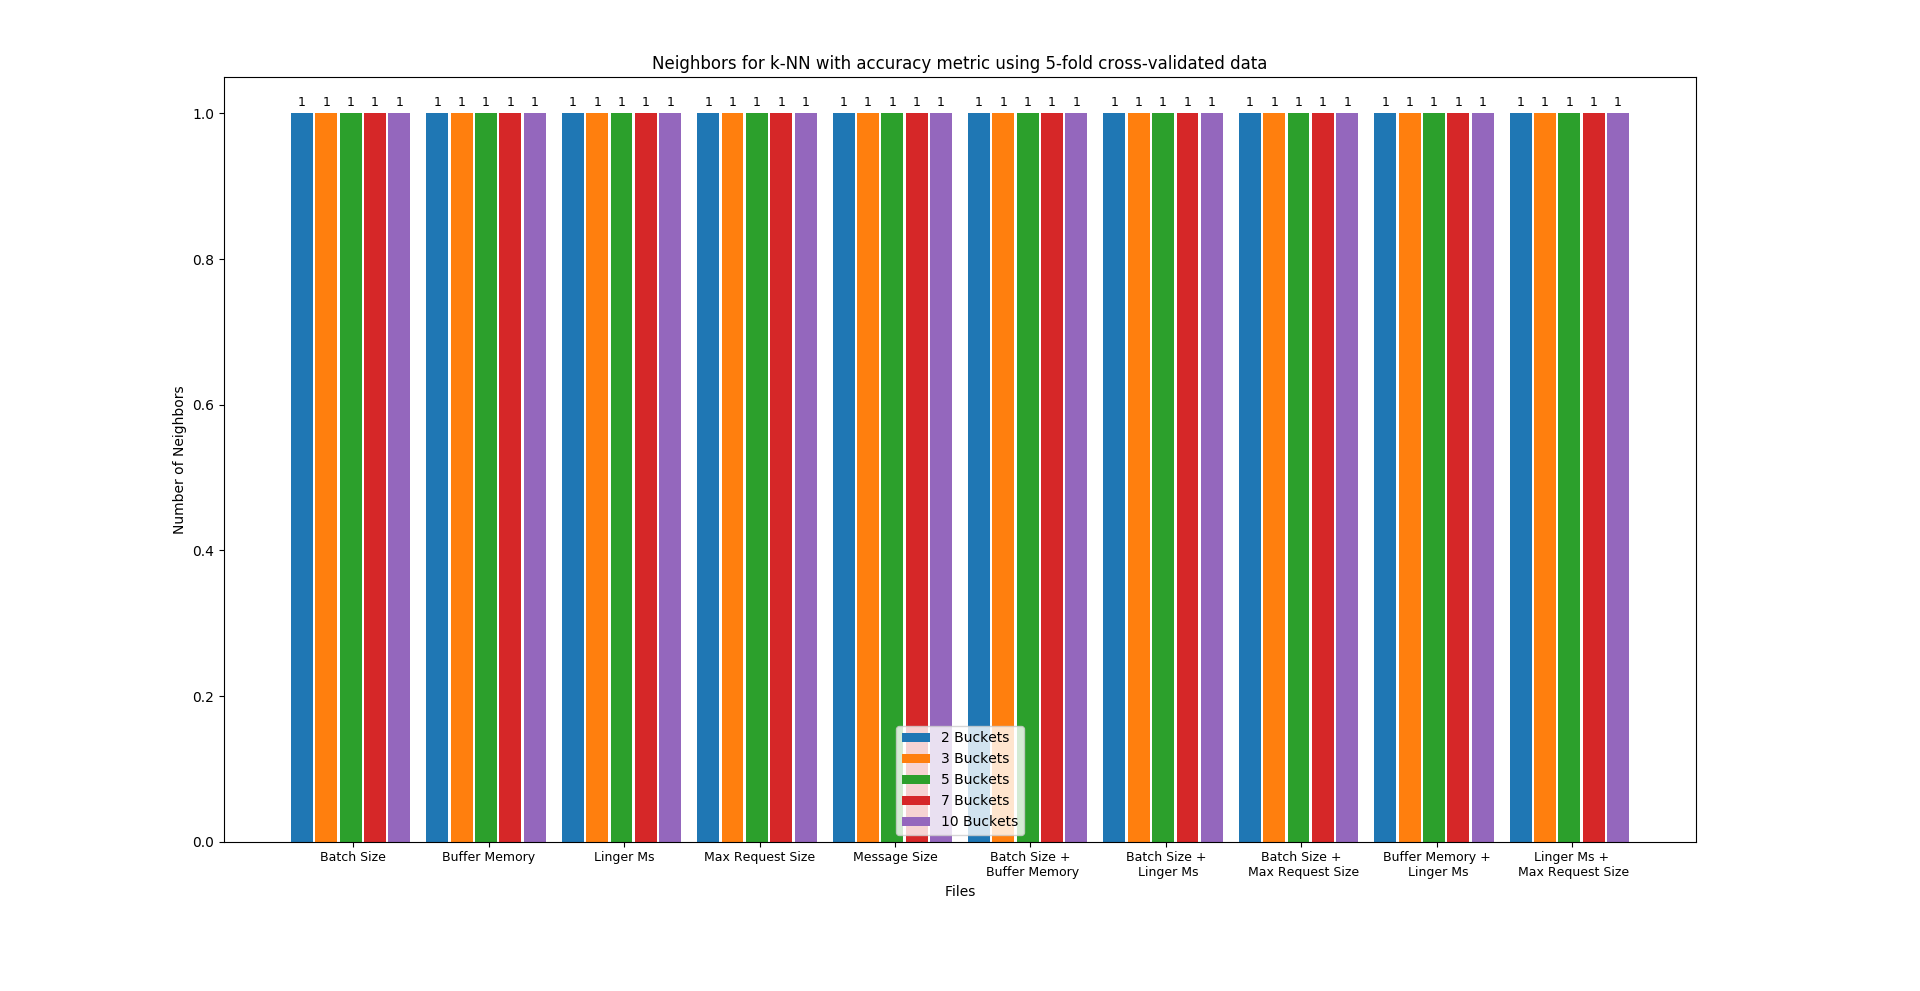 Neighbors for k-NN with accuracy metric using 5-fold cross-validated data
1 1 1 1 1 1 1 1 1 1 1 1 1 1 1 1 1 1 1 1 1 1 1 1 1 1 1 1 1 1 1 1 1 1 1 1 1 1 1 1 1 1 1 1 1 1 1 1 1 1
1.0
0.8
0.6
0.4
0.2
0.0
Number of Neighbors
2 Buckets
3 Buckets
5 Buckets
7 Buckets
10 Buckets
Batch Size
Buffer Memory
Linger Ms
Max Request Size
Message Size
Batch Size +
Buffer Memory
Batch Size +
Linger Ms
Batch Size +
Max Request Size
Buffer Memory +
Linger Ms
Linger Ms +
Max Request Size
Files